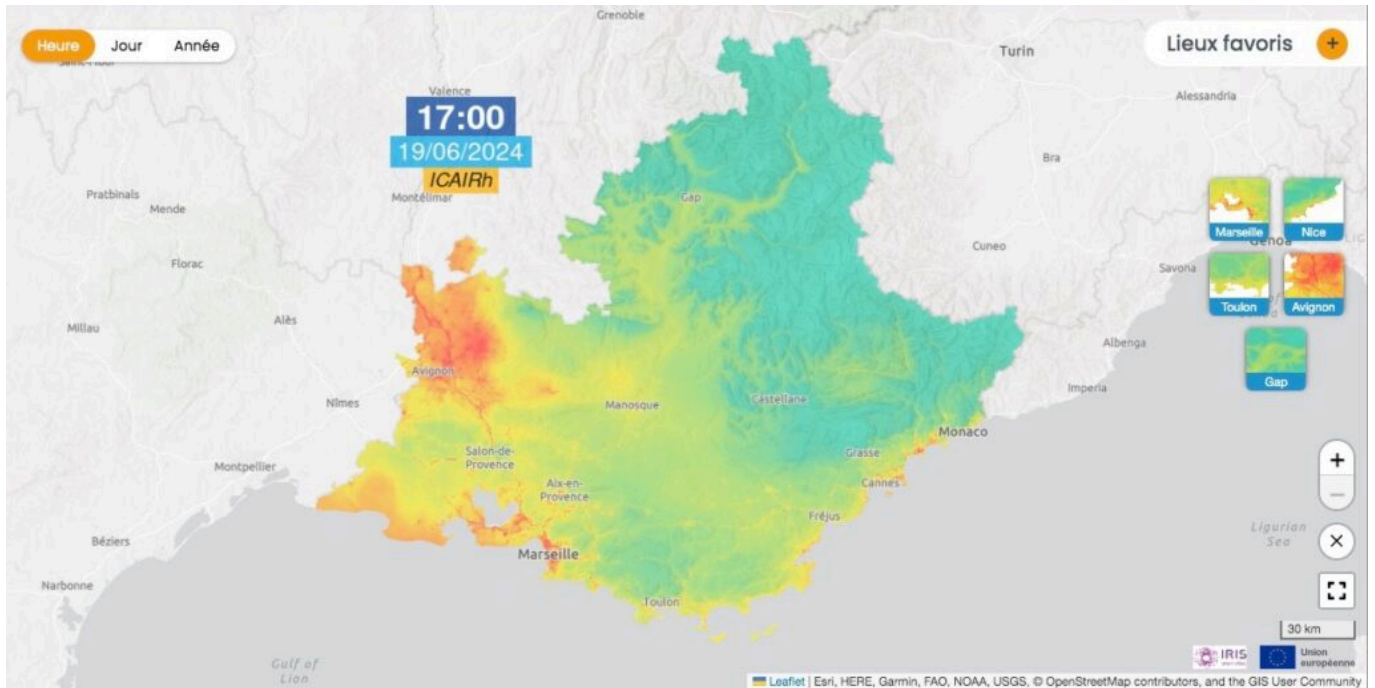 Heure Jour Année
Lieux favoris +
Grenoble
Turin
Valence
Alessandria
17:00
19/06/2024
ICAIRh
Bra
Pratbinals
Mende
Montélimar
Gap
Marseille
Nice
Cuneo
Genoa
Florac
Savona
Toulon
Avignon
Millau
Alès
Albenga
Avignon
Gap
Imperia
Nîmes
Manosque
Castellane
Monaco
Salon-de-
Provence
Grasse
Montpellier
Aix-en-
Provence
Cannes
Fréjus
Ligurian
Sea
Béziers
Marseille
Narbonne
Toulon
30 km
IRIS
Union
européenne
Gulf of
Lion
Leaflet | Esri, HERE, Garmin, FAO, NOAA, USGS, © OpenStreetMap contributors, and the GIS User Community